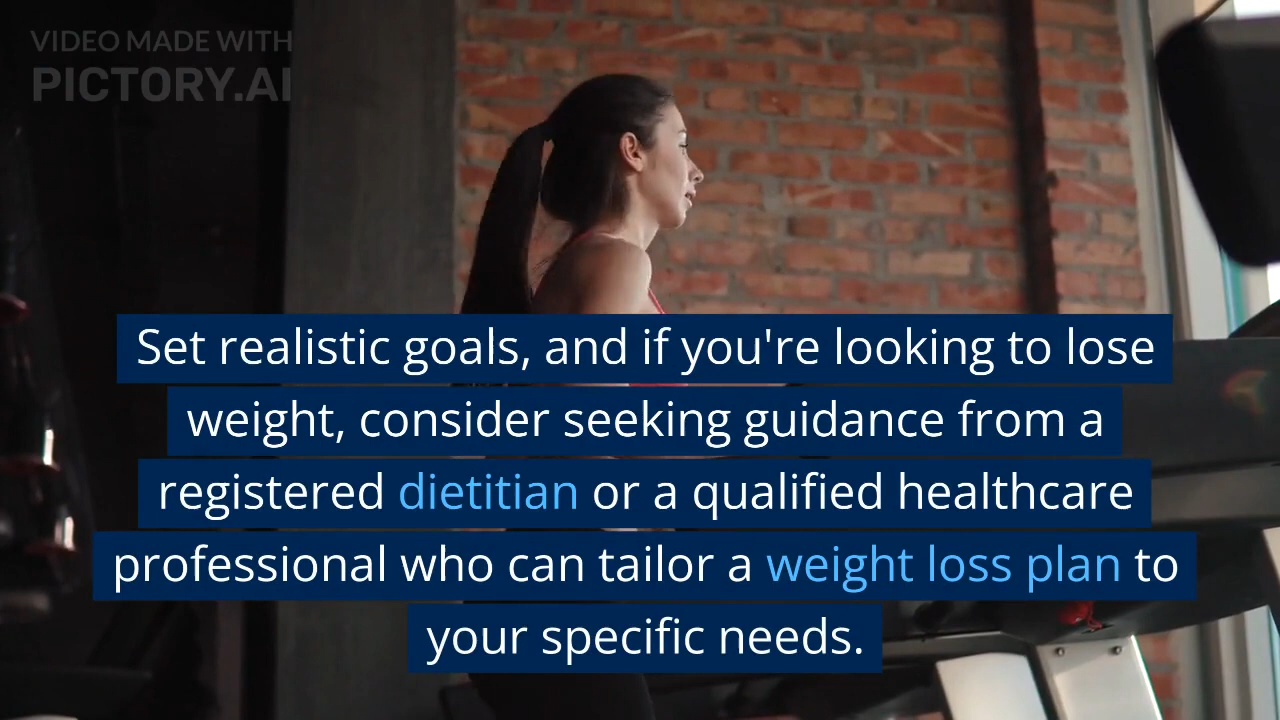 VIDEO MADE WITH
PICTORY.AI
Set realistic goals, and if you're looking to lose
weight, consider seeking guidance from a
registered dietitian or a qualified healthcare
professional who can tailor a weight loss plan to
your specific needs.